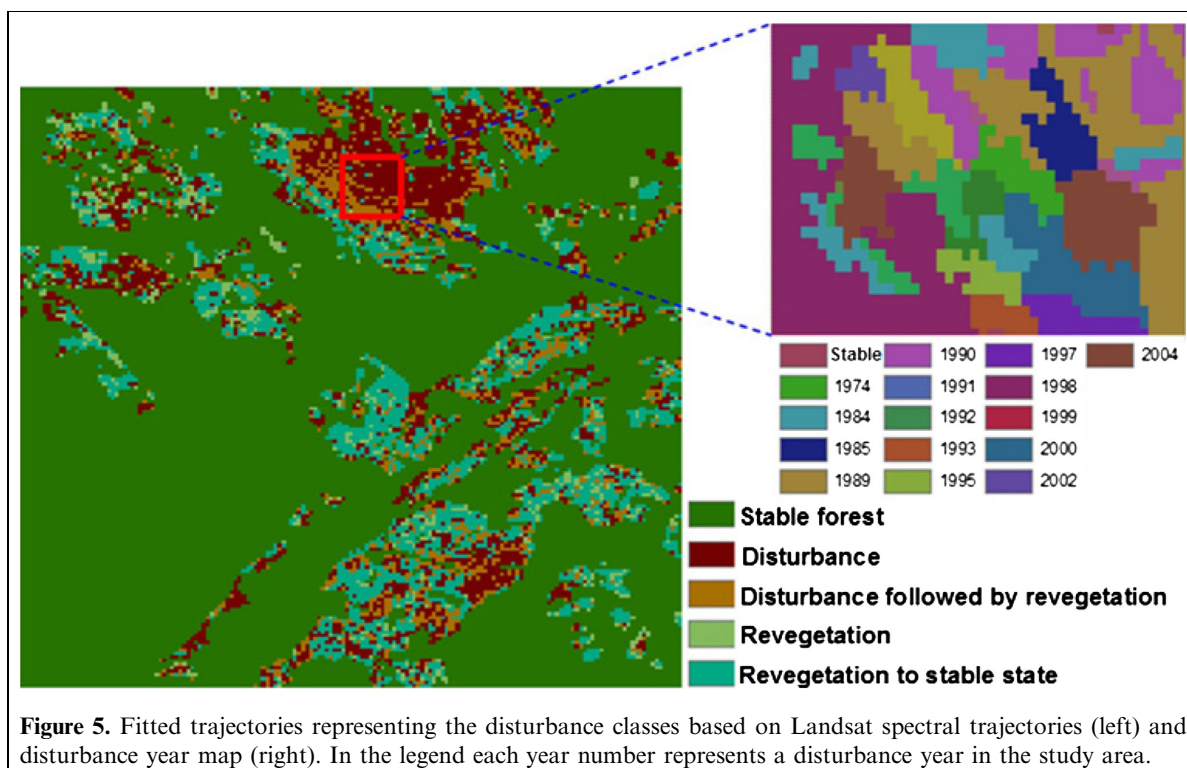 Stable 1990 1997 2004
1974 1991 1998
1984 1992 1999
1985 1993 2000
1989 1995 2002
Stable forest
Disturbance
Disturbance followed by revegetation
Revegetation
Revegetation to stable state
Figure 5. Fitted trajectories representing the disturbance classes based on Landsat spectral trajectories (left) and
disturbance year map (right). In the legend each year number represents a disturbance year in the study area.